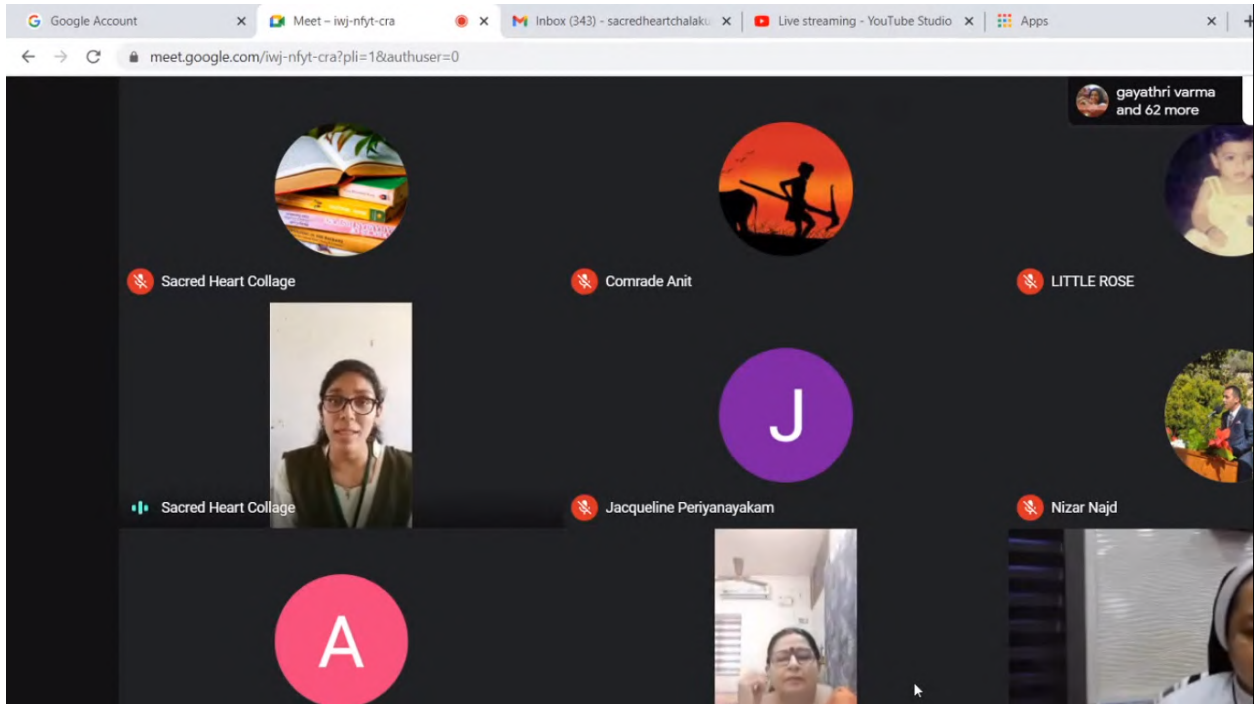 Google Account
Meet – iwj-nfyt-cra
Inbox (343) - sacredheartchalaku
Live streaming - YouTube Studio
Apps
meet.google.com/iwj-nfyt-cra?pli=1&authuser=0
gayathri varma
and 62 more
Sacred Heart Collage
Comrade Anit
LITTLE ROSE
Sacred Heart Collage
J
Jacqueline Periyanayakam
Nizar Najd
A